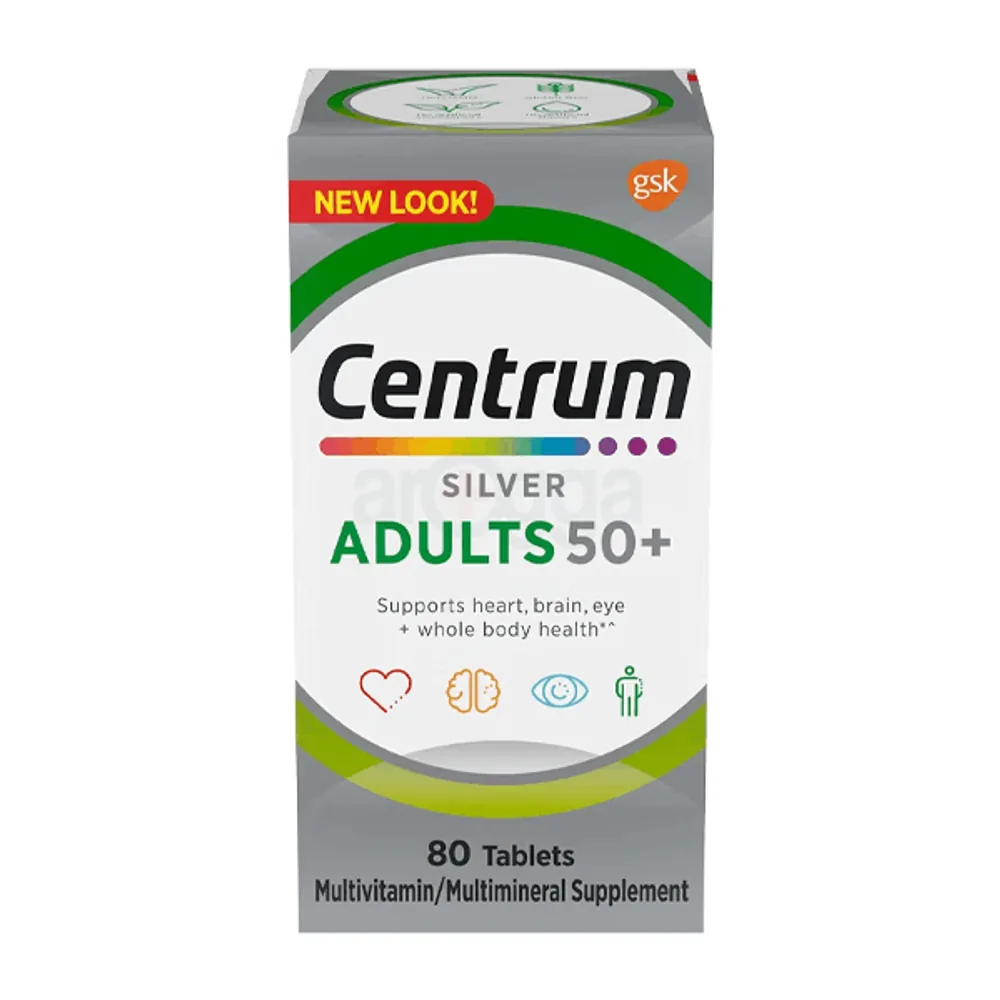 NEW LOOK!
gsk
Centrum
SILVER
ADULTS 50+
Supports heart, brain, eye
+ whole body health*^
80 Tablets
Multivitamin/Multimineral Supplement